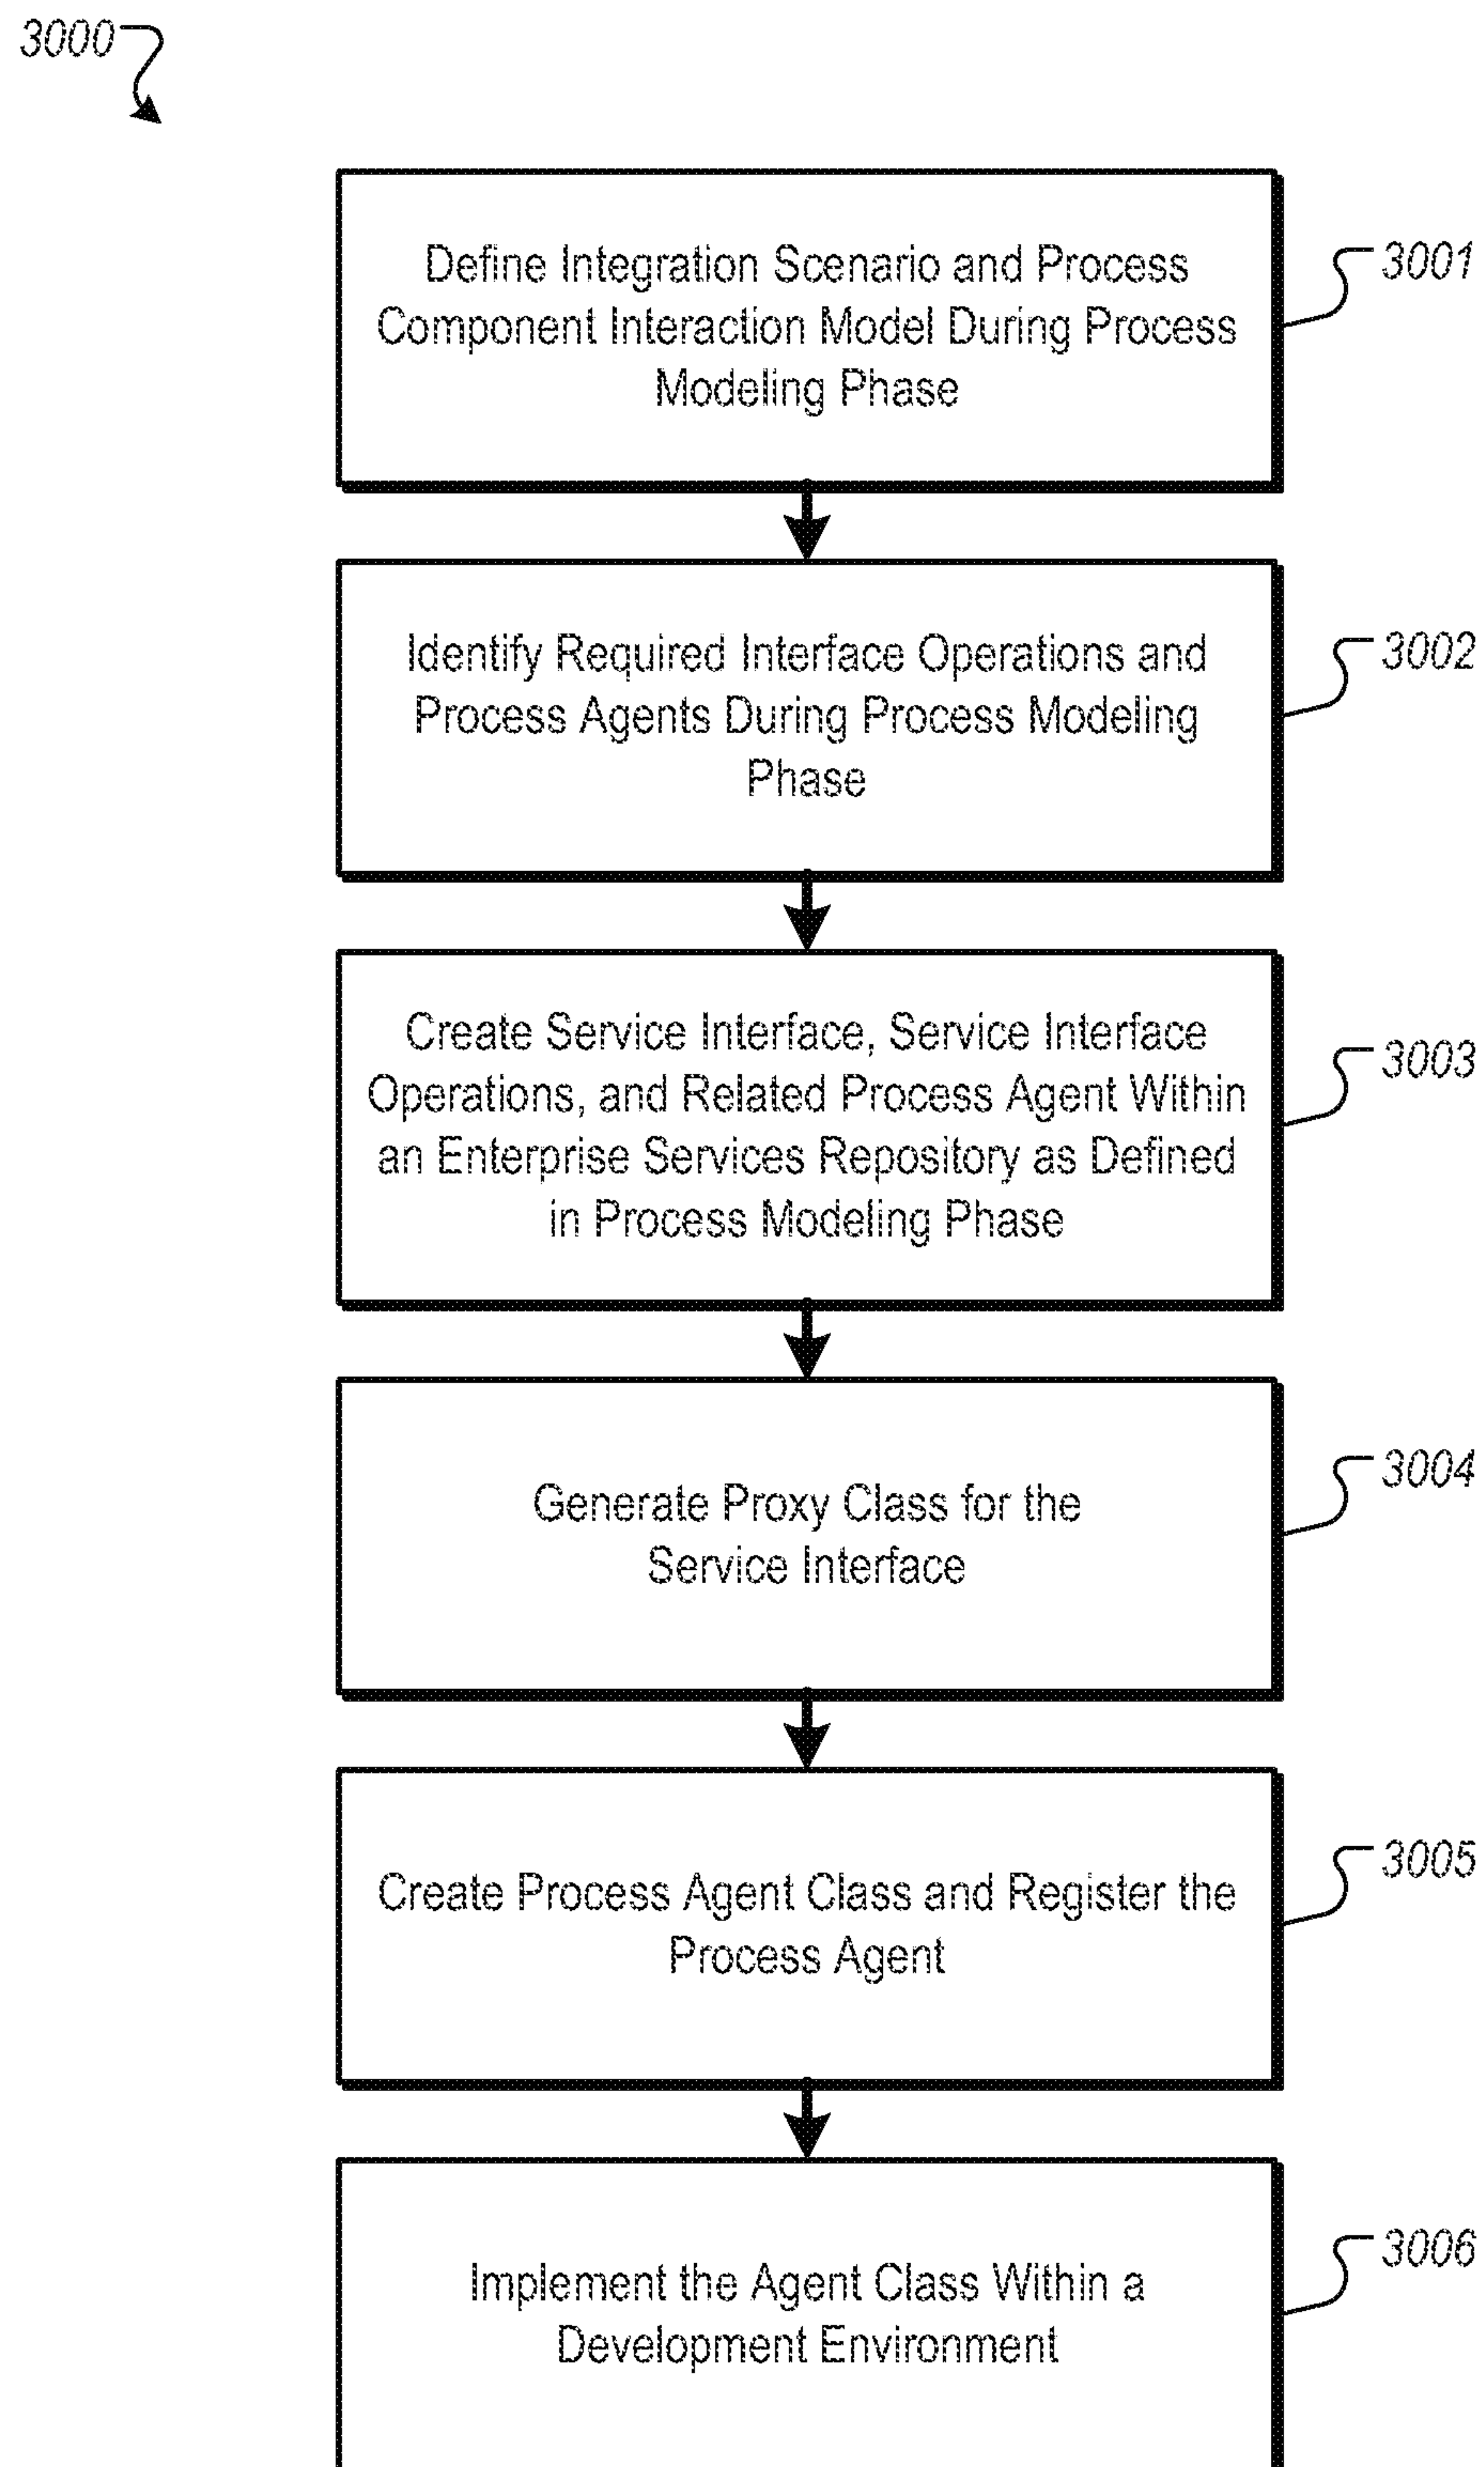 3000
Define Integration Scenario and Process
Component Interaction Model During Process
Modeling Phase
3001
Identify Required Interface Operations and
Process Agents During Process Modeling
Phase
3002
Create Service Interface, Service Interface
Operations, and Related Process Agent Within
an Enterprise Services Repository as Defined
in Process Modeling Phase
3003
Generate Proxy Class for the
Service Interface
3004
Create Process Agent Class and Register the
Process Agent
3005
Implement the Agent Class Within a
Development Environment
3006